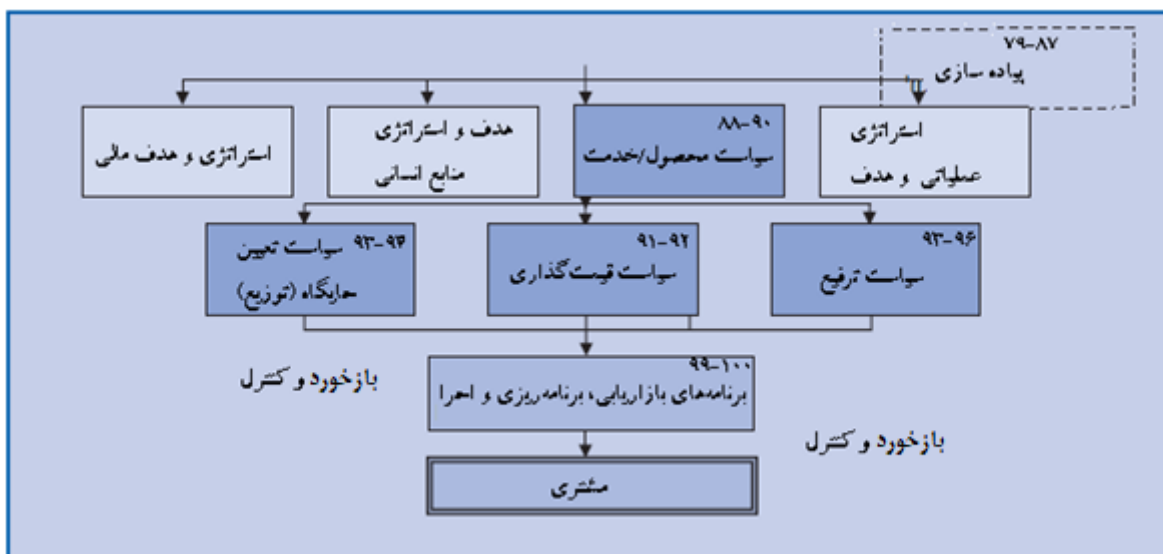 ۷۹-۸۷
پیاده سازی
استراتژی
عملیاتی و هدف
۸۸-۹۰
سیاست محصول/خدمت
هدف و استراتژی
منابع انسانی
استراتژی و هدف مالی
۹۳-۹۶
سیاست ترفیع
۹۱-۹۲
سیاست قیمت‌گذاری
۹۳-۹۴ سیاست تعیین
جایگاه (توزیع)
۹۹-۱۰۰
برنامه‌های بازاریابی، برنامه‌ریزی و اجرا
بازخورد و کنترل
بازخورد و کنترل
مشتری